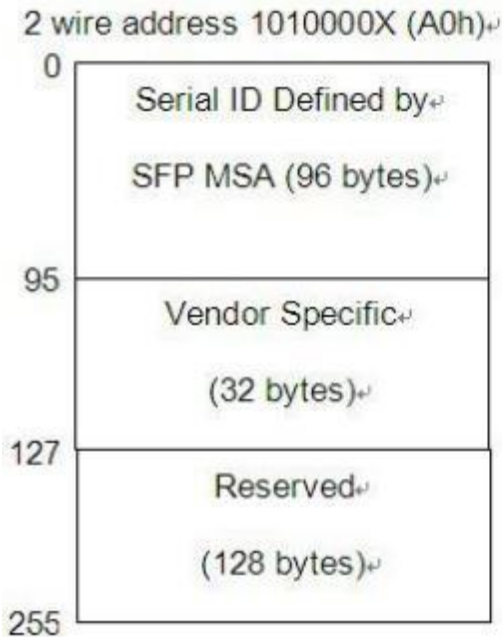 2 wire address 1010000X (A0h)↵
0
Serial ID Defined by↵
SFP MSA (96 bytes)↵
95
Vendor Specific↵
(32 bytes)↵
127
Reserved↵
(128 bytes)↵
255